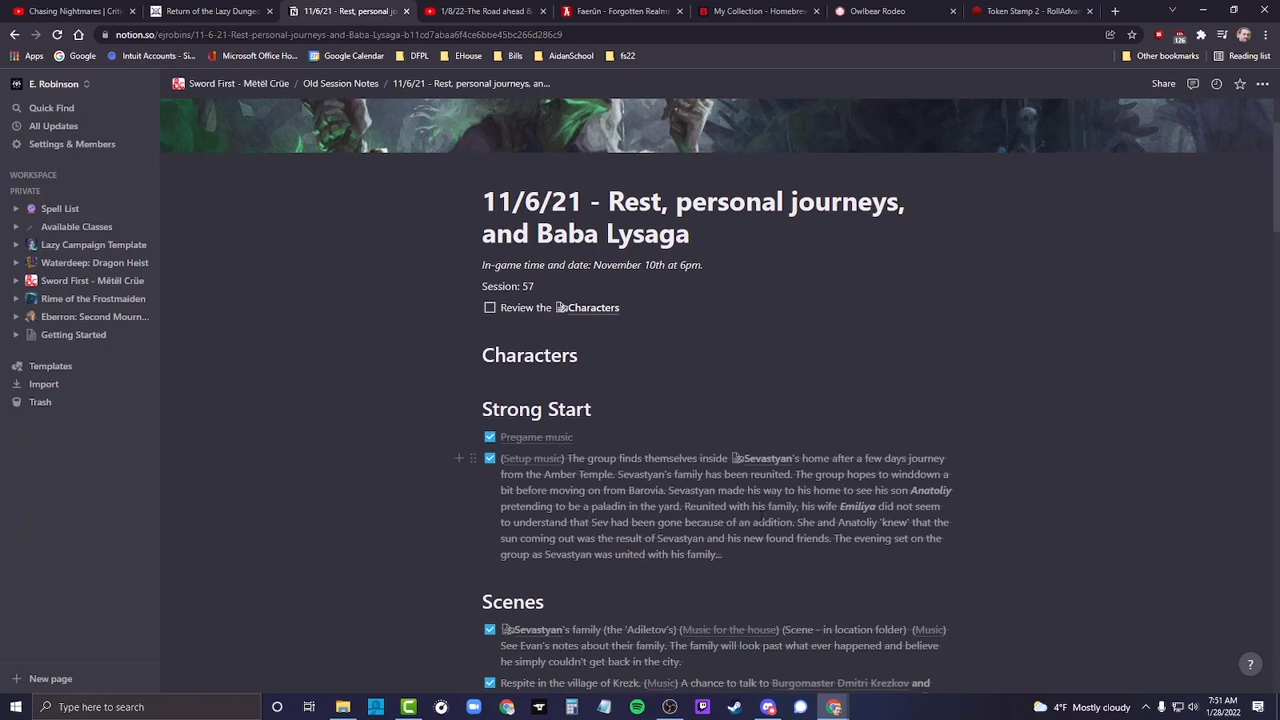 Chasing Nightmares | Critic
Return of the Lazy Dungeo
11/6/21 - Rest, personal jo
1/8/22-The Road ahead &
Faerûn - Forgotten Realm
My Collection - Homebrew
Owlbear Rodeo
Token Stamp 2 - RollAdvan
notion.so/ejrobins/11-6-21-Rest-personal-journeys-and-Baba-Lysaga-b11cd7abaa6f4ce6bbe45bc266d286c9
126
Apps
Google
Intuit Accounts - Si...
Microsoft Office Ho...
Google Calendar
DFPL
EHouse
Bills
AidanSchool
fs22
Other bookmarks
Reading list
E. Robinson
Sword First - Mëtël Crüe / Old Session Notes / 11/6/21 - Rest, personal journeys, an...
Share
Quick Find
All Updates
Settings & Members
WORKSPACE
PRIVATE
Spell List
Available Classes
Lazy Campaign Template
Waterdeep: Dragon Heist
Sword First - Mëtël Crüe
Rime of the Frostmaiden
Eberron: Second Mourn...
Getting Started
Templates
Import
Trash
New page
11/6/21 - Rest, personal journeys,
and Baba Lysaga
In-game time and date: November 10th at 6pm.
Session: 57
Review the Characters
Characters
Strong Start
Pregame music
(Setup music) The group finds themselves inside Sevastyan's home after a few days journey
from the Amber Temple. Sevastyan's family has been reunited. The group hopes to winddown a
bit before moving on from Barovia. Sevastyan made his way to his home to see his son Anatoliy
pretending to be a paladin in the yard. Reunited with his family, his wife Emiliya did not seem
to understand that Sev had been gone because of an addition. She and Anatoliy 'knew' that the
sun coming out was the result of Sevastyan and his new found friends. The evening set on the
group as Sevastyan was united with his family...
Scenes
Sevastyan's family (the 'Adiletov's) (Music for the house) (Scene - in location folder) (Music)
See Evan's notes about their family. The family will look past what ever happened and believe
he simply couldn't get back in the city.
Respite in the village of Krezk. (Music) A chance to talk to Burgomaster Dmitri Krezkov and
?
Type here to search
4°F Mostly cloudy
7:51 AM
1/28/2022